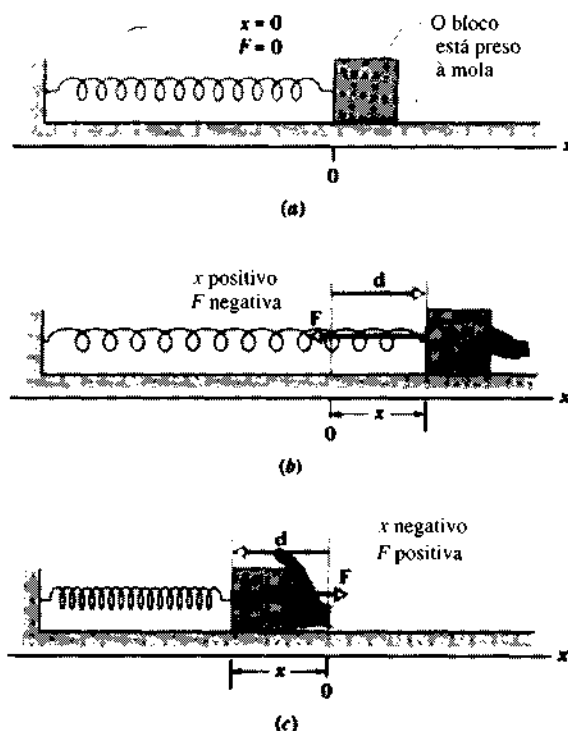 x = 0
F = 0
O bloco
está preso
à mola
x
0
(a)
x positivo
F negativa
d
F
x
x
0
(b)
x negativo
F positiva
d
F
x
x
0
(c)